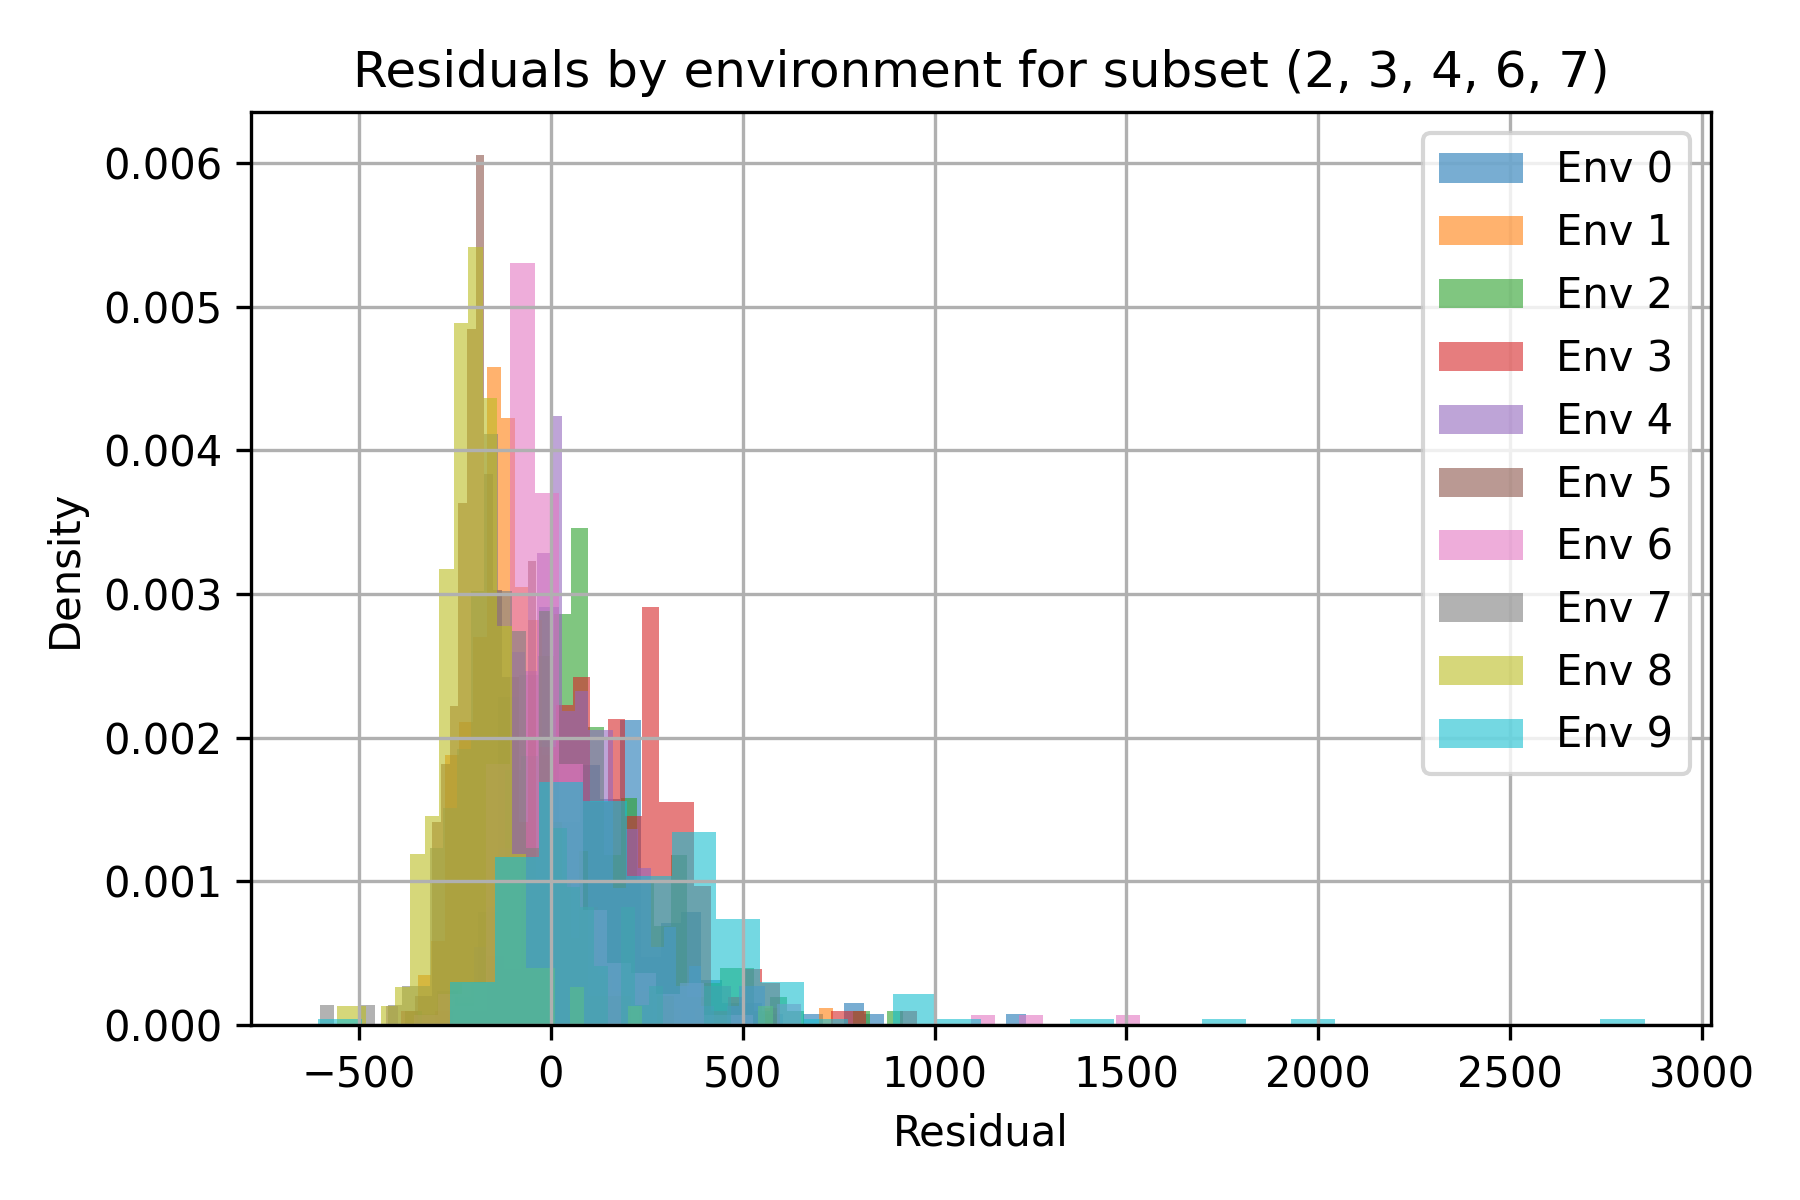 Residuals by environment for subset (2, 3, 4, 6, 7)
Density
0.006
0.005
0.004
0.003
0.002
0.001
0.000
Env 0
Env 1
Env 2
Env 3
Env 4
Env 5
Env 6
Env 7
Env 8
Env 9
−500 0 500 1000 1500 2000 2500 3000
Residual